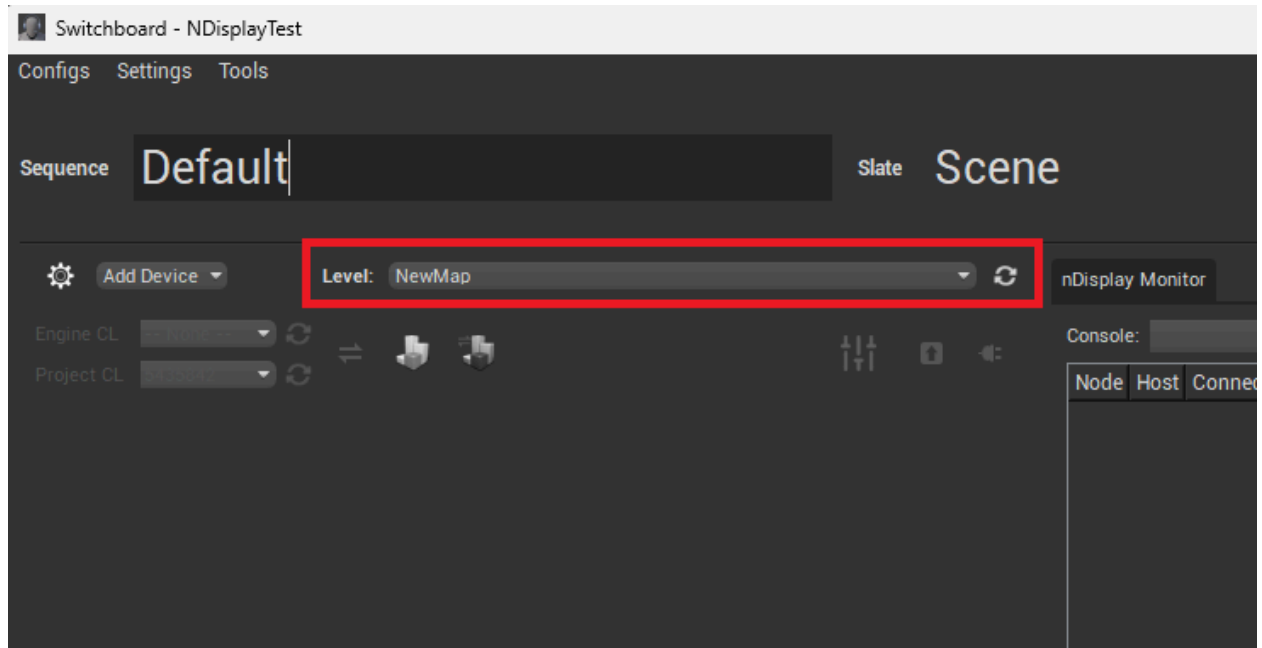 Switchboard - NDisplayTest
Configs Settings Tools
Sequence Default Slate Scene
Add Device Level: NewMap nDisplay Monitor
Engine CL -- None --
Console:
Project CL
Node Host Connec